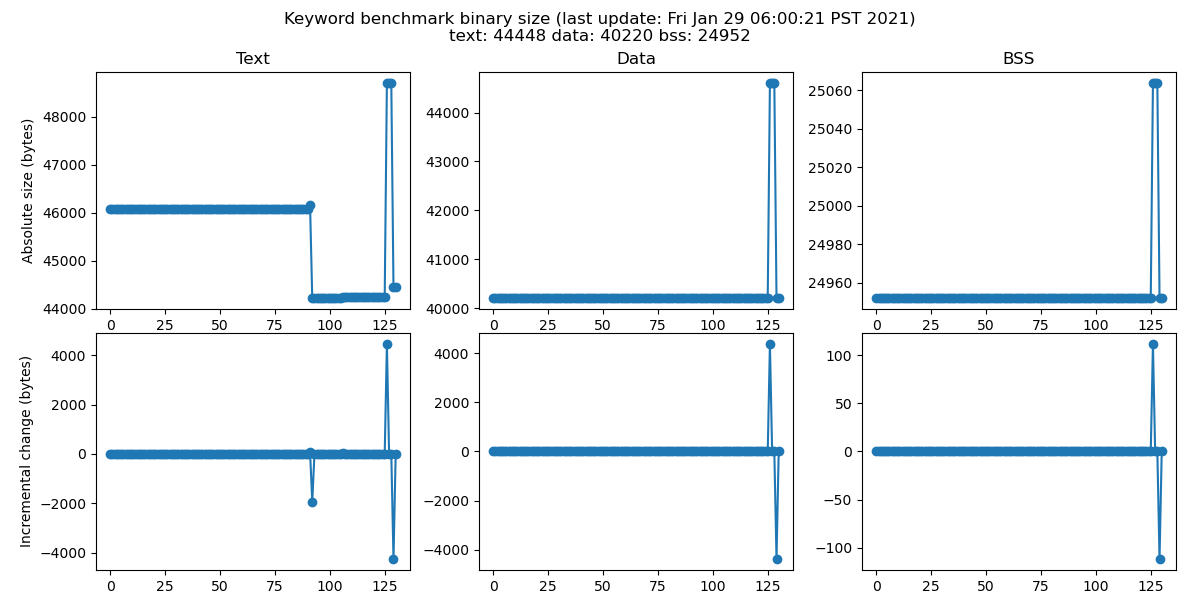 Keyword benchmark binary size (last update: Fri Jan 29 06:00:21 PST 2021)
text: 44448 data: 40220 bss: 24952
Text
Data
BSS
Absolute size (bytes)
48000
47000
46000
45000
44000
0 25 50 75 100 125
44000
43000
42000
41000
40000
0 25 50 75 100 125
25060
25040
25020
25000
24980
24960
0 25 50 75 100 125
Incremental change (bytes)
4000
2000
0
−2000
−4000
0 25 50 75 100 125
4000
2000
0
−2000
−4000
0 25 50 75 100 125
100
50
0
−50
−100
0 25 50 75 100 125